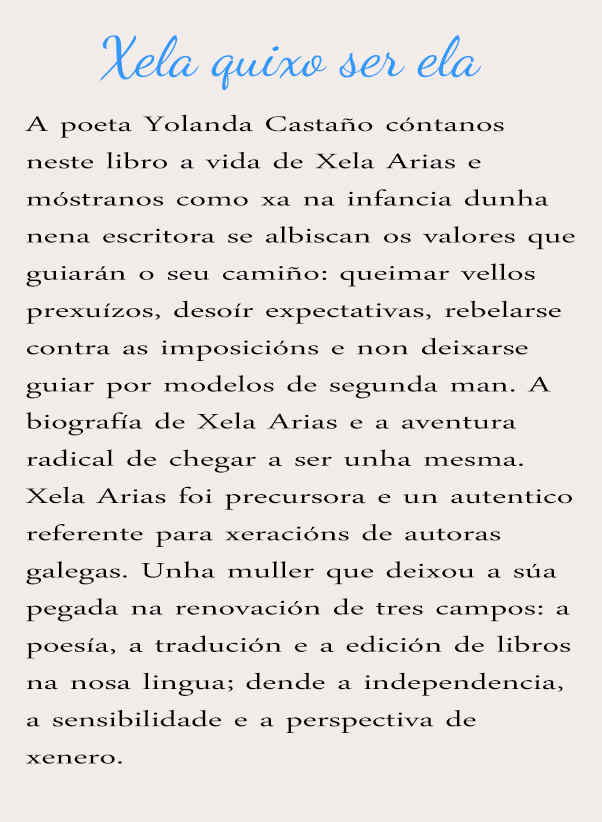 Xela quixo ser ela
A poeta Yolanda Castaño cóntanos
neste libro a vida de Xela Arias e
móstranos como xa na infancia dunha
nena escritora se albiscan os valores que
guiarán o seu camiño: queimar vellos
prexuízos, desoír expectativas, rebelarse
contra as imposicións e non deixarse
guiar por modelos de segunda man. A
biografía de Xela Arias e a aventura
radical de chegar a ser unha mesma.
Xela Arias foi precursora e un autentico
referente para xeracións de autoras
galegas. Unha muller que deixou a súa
pegada na renovación de tres campos: a
poesía, a tradución e a edición de libros
na nosa lingua; dende a independencia,
a sensibilidade e a perspectiva de
xenero.